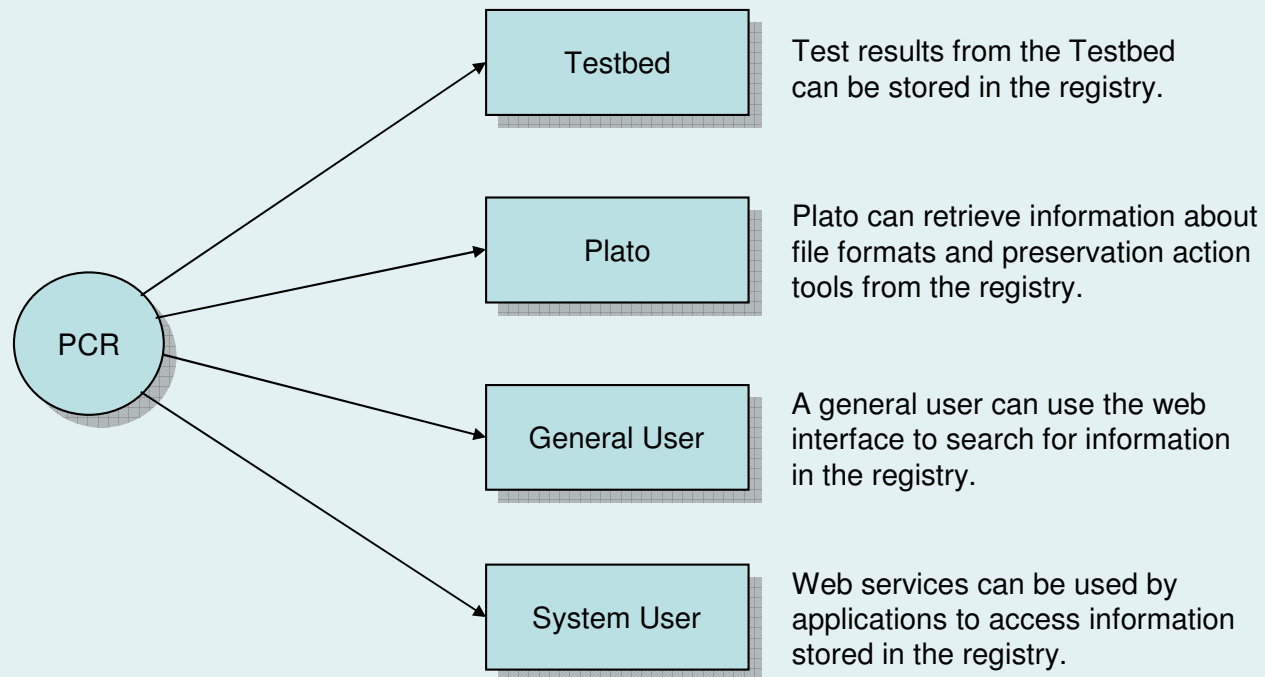 Testbed
Test results from the Testbed
can be stored in the registry.
Plato
Plato can retrieve information about
file formats and preservation action
tools from the registry.
PCR
General User
A general user can use the web
interface to search for information
in the registry.
System User
Web services can be used by
applications to access information
stored in the registry.